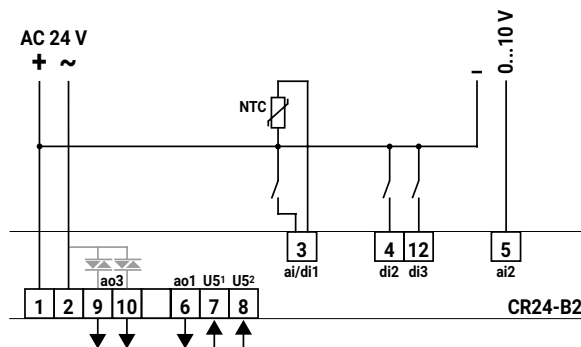 AC 24 V
+ ~
– 0...10 V
NTC
3 4 12 5
ai/di1 di2 di3 ai2
ao3 ao1 U5¹ U5²
1 2 9 10 6 7 8
CR24-B2